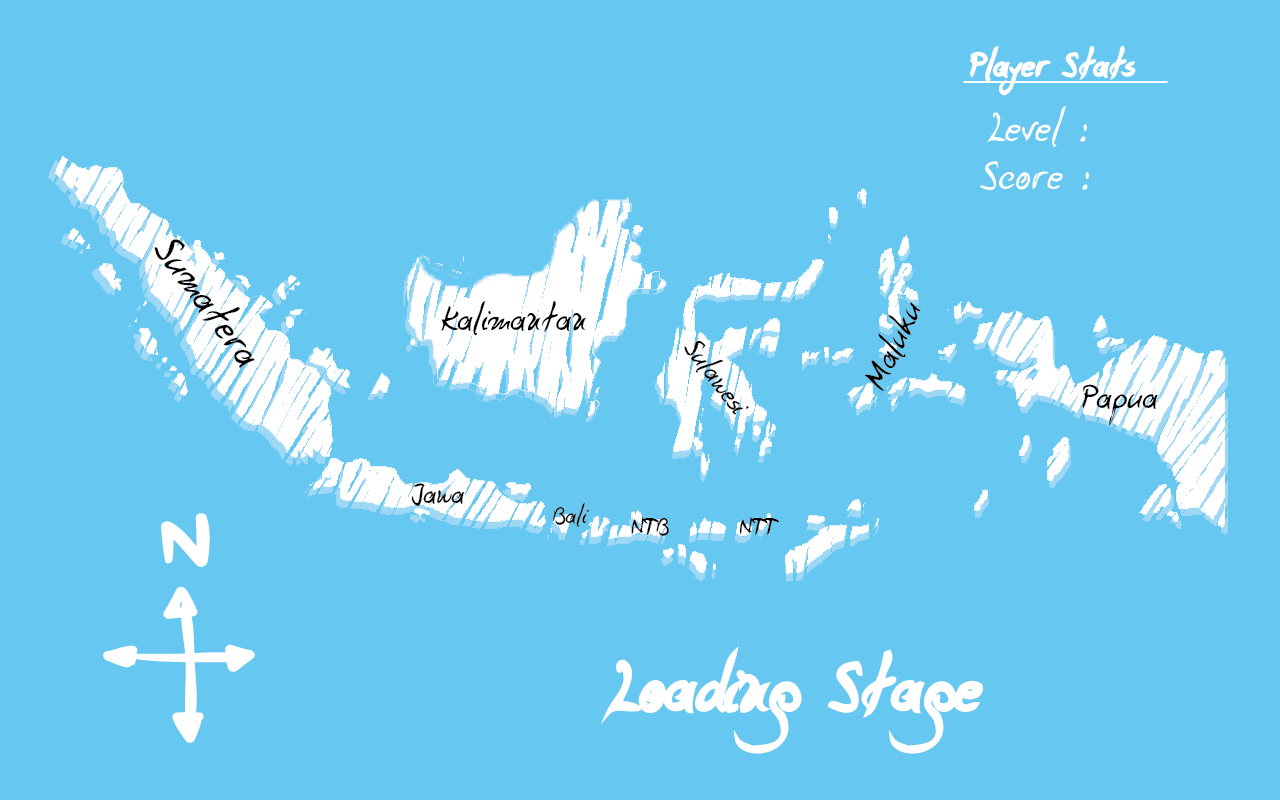 Player Stats
Level :
Score :
Sumatera
Kalimantan
Sulawesi
Maluku
Papua
Jawa
Bali
NTB
NTT
N
Loading Stage